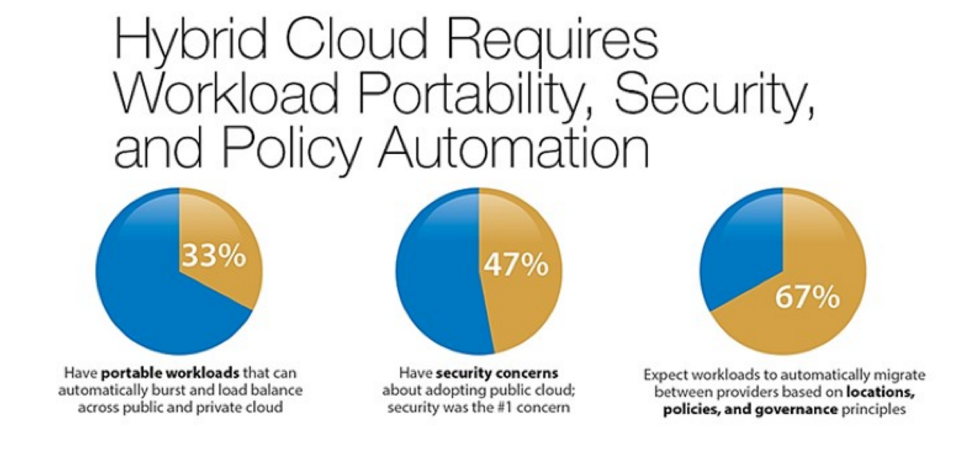 Hybrid Cloud Requires
Workload Portability, Security,
and Policy Automation
33%
47%
67%
Have portable workloads that can
automatically burst and load balance
across public and private cloud
Have security concerns
about adopting public cloud;
security was the #1 concern
Expect workloads to automatically migrate
between providers based on locations,
policies, and governance principles